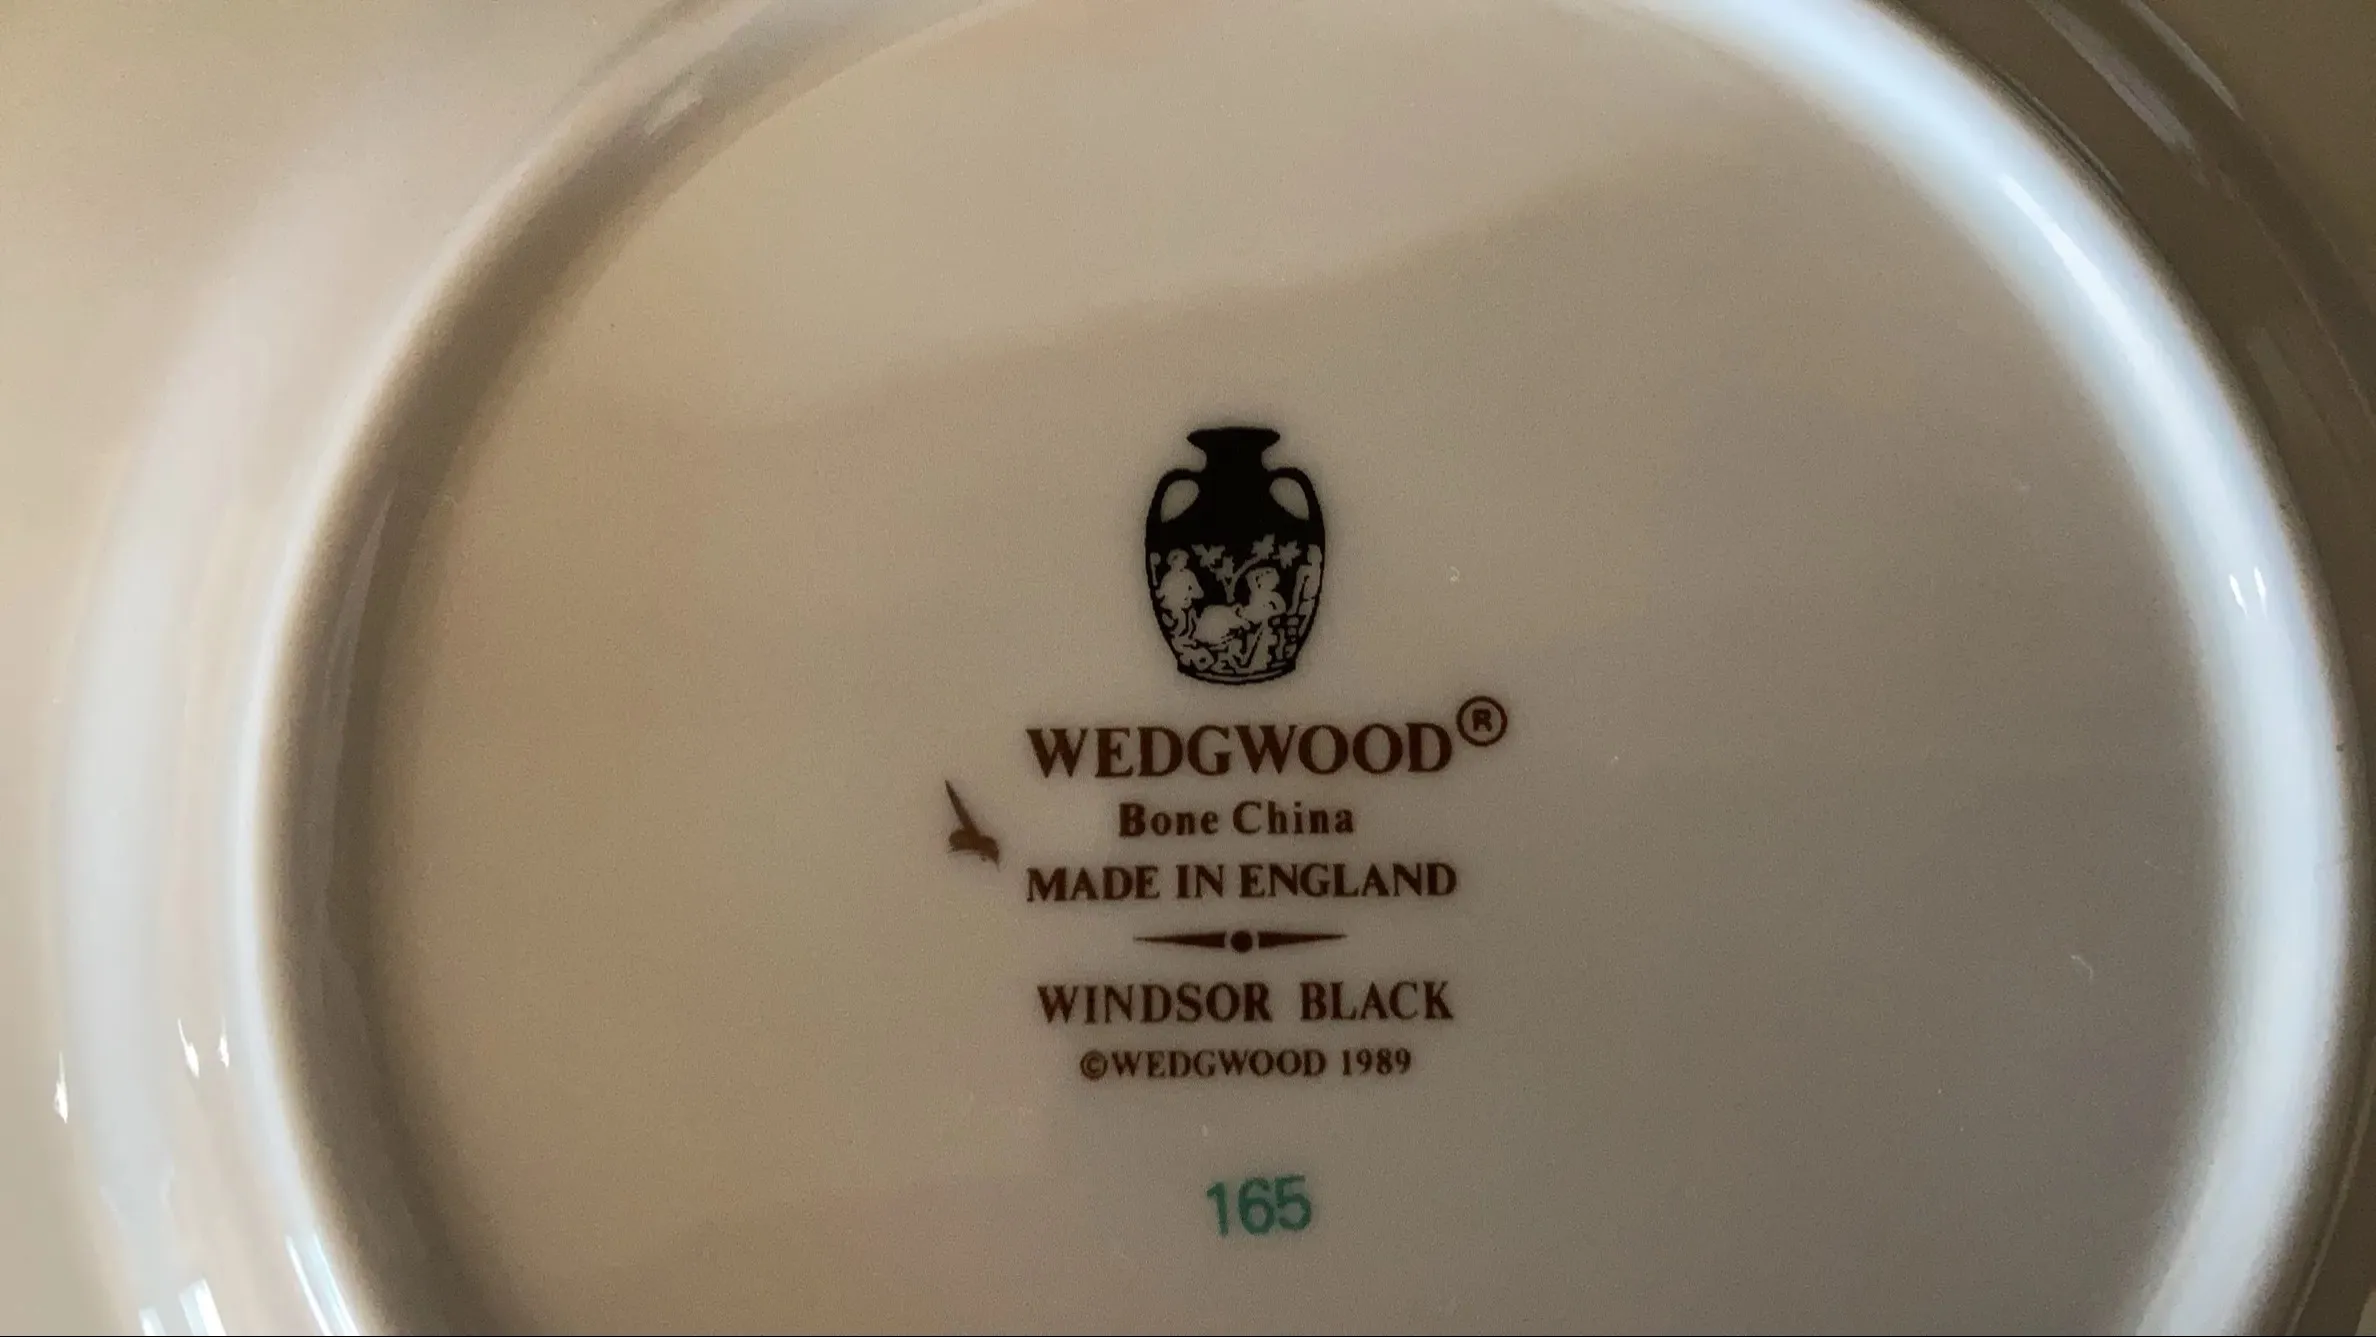 WEDGWOOD®
Bone China
MADE IN ENGLAND
WINDSOR BLACK
©WEDGWOOD 1989
165